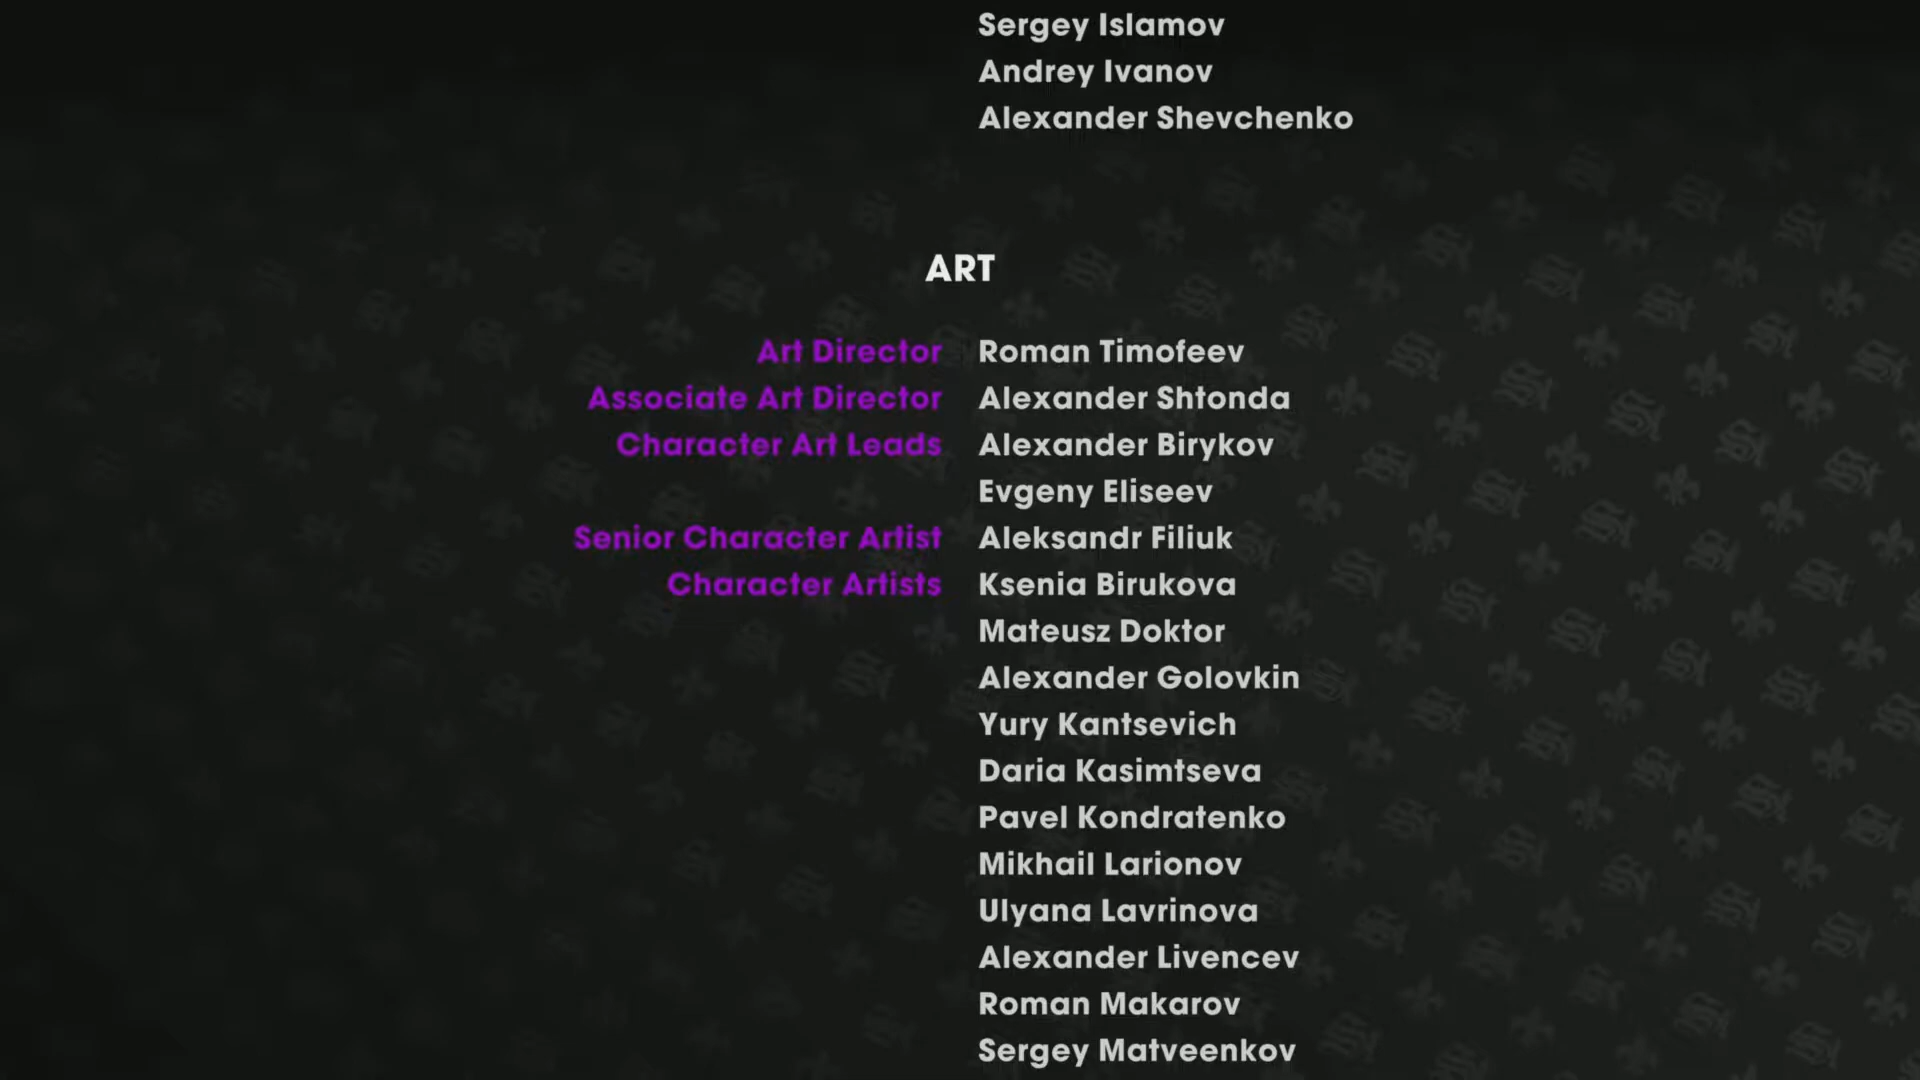 Sergey Islamov
Andrey Ivanov
Alexander Shevchenko
ART
Art Director Roman Timofeev
Associate Art Director Alexander Shtonda
Character Art Leads Alexander Birykov
Evgeny Eliseev
Senior Character Artist Aleksandr Filiuk
Character Artists Ksenia Birukova
Mateusz Doktor
Alexander Golovkin
Yury Kantsevich
Daria Kasimtseva
Pavel Kondratenko
Mikhail Larionov
Ulyana Lavrinova
Alexander Livencev
Roman Makarov
Sergey Matveenkov